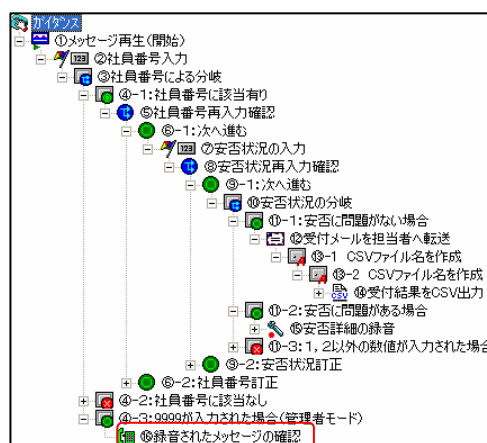 ガイダンス
①メッセージ再生(開始)
123 ②社員番号入力
③社員番号による分岐
④-1:社員番号に該当有り
⑤社員番号再入力確認
⑥-1:次へ進む
123 ⑦安否状況の入力
⑧安否状況再入力確認
⑨-1:次へ進む
⑩安否状況の分岐
⑪-1:安否に問題がない場合
⑫受付メールを担当者へ転送
⑬-1 CSVファイル名を作成
⑬-2 CSVファイル名を作成
CSV ⑭受付結果をCSV出力
⑪-2:安否に問題がある場合
⑮安否詳細の録音
⑪-3:1,2以外の数値が入力された場合
⑨-2:安否状況訂正
⑥-2:社員番号訂正
④-2:社員番号に該当なし
④-3:9999が入力された場合(管理者モード)
⑯録音されたメッセージの確認